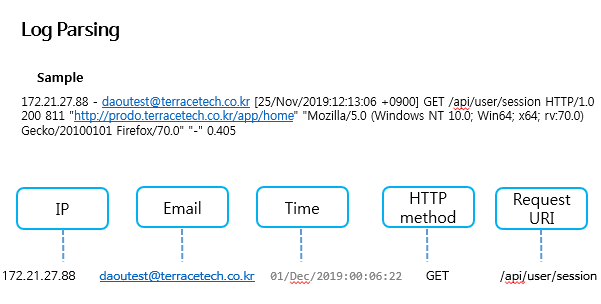 Log Parsing
Sample
172.21.27.88 - daoutest@terracetech.co.kr [25/Nov/2019:12:13:06 +0900] GET /api/user/session HTTP/1.0
200 811 "http://prodo.terracetech.co.kr/app/home" "Mozilla/5.0 (Windows NT 10.0; Win64; x64; rv:70.0)
Gecko/20100101 Firefox/70.0" "-" 0.405
IP Email Time HTTP method Request URI
172.21.27.88 daoutest@terracetech.co.kr 01/Dec/2019:00:06:22 GET /api/user/session